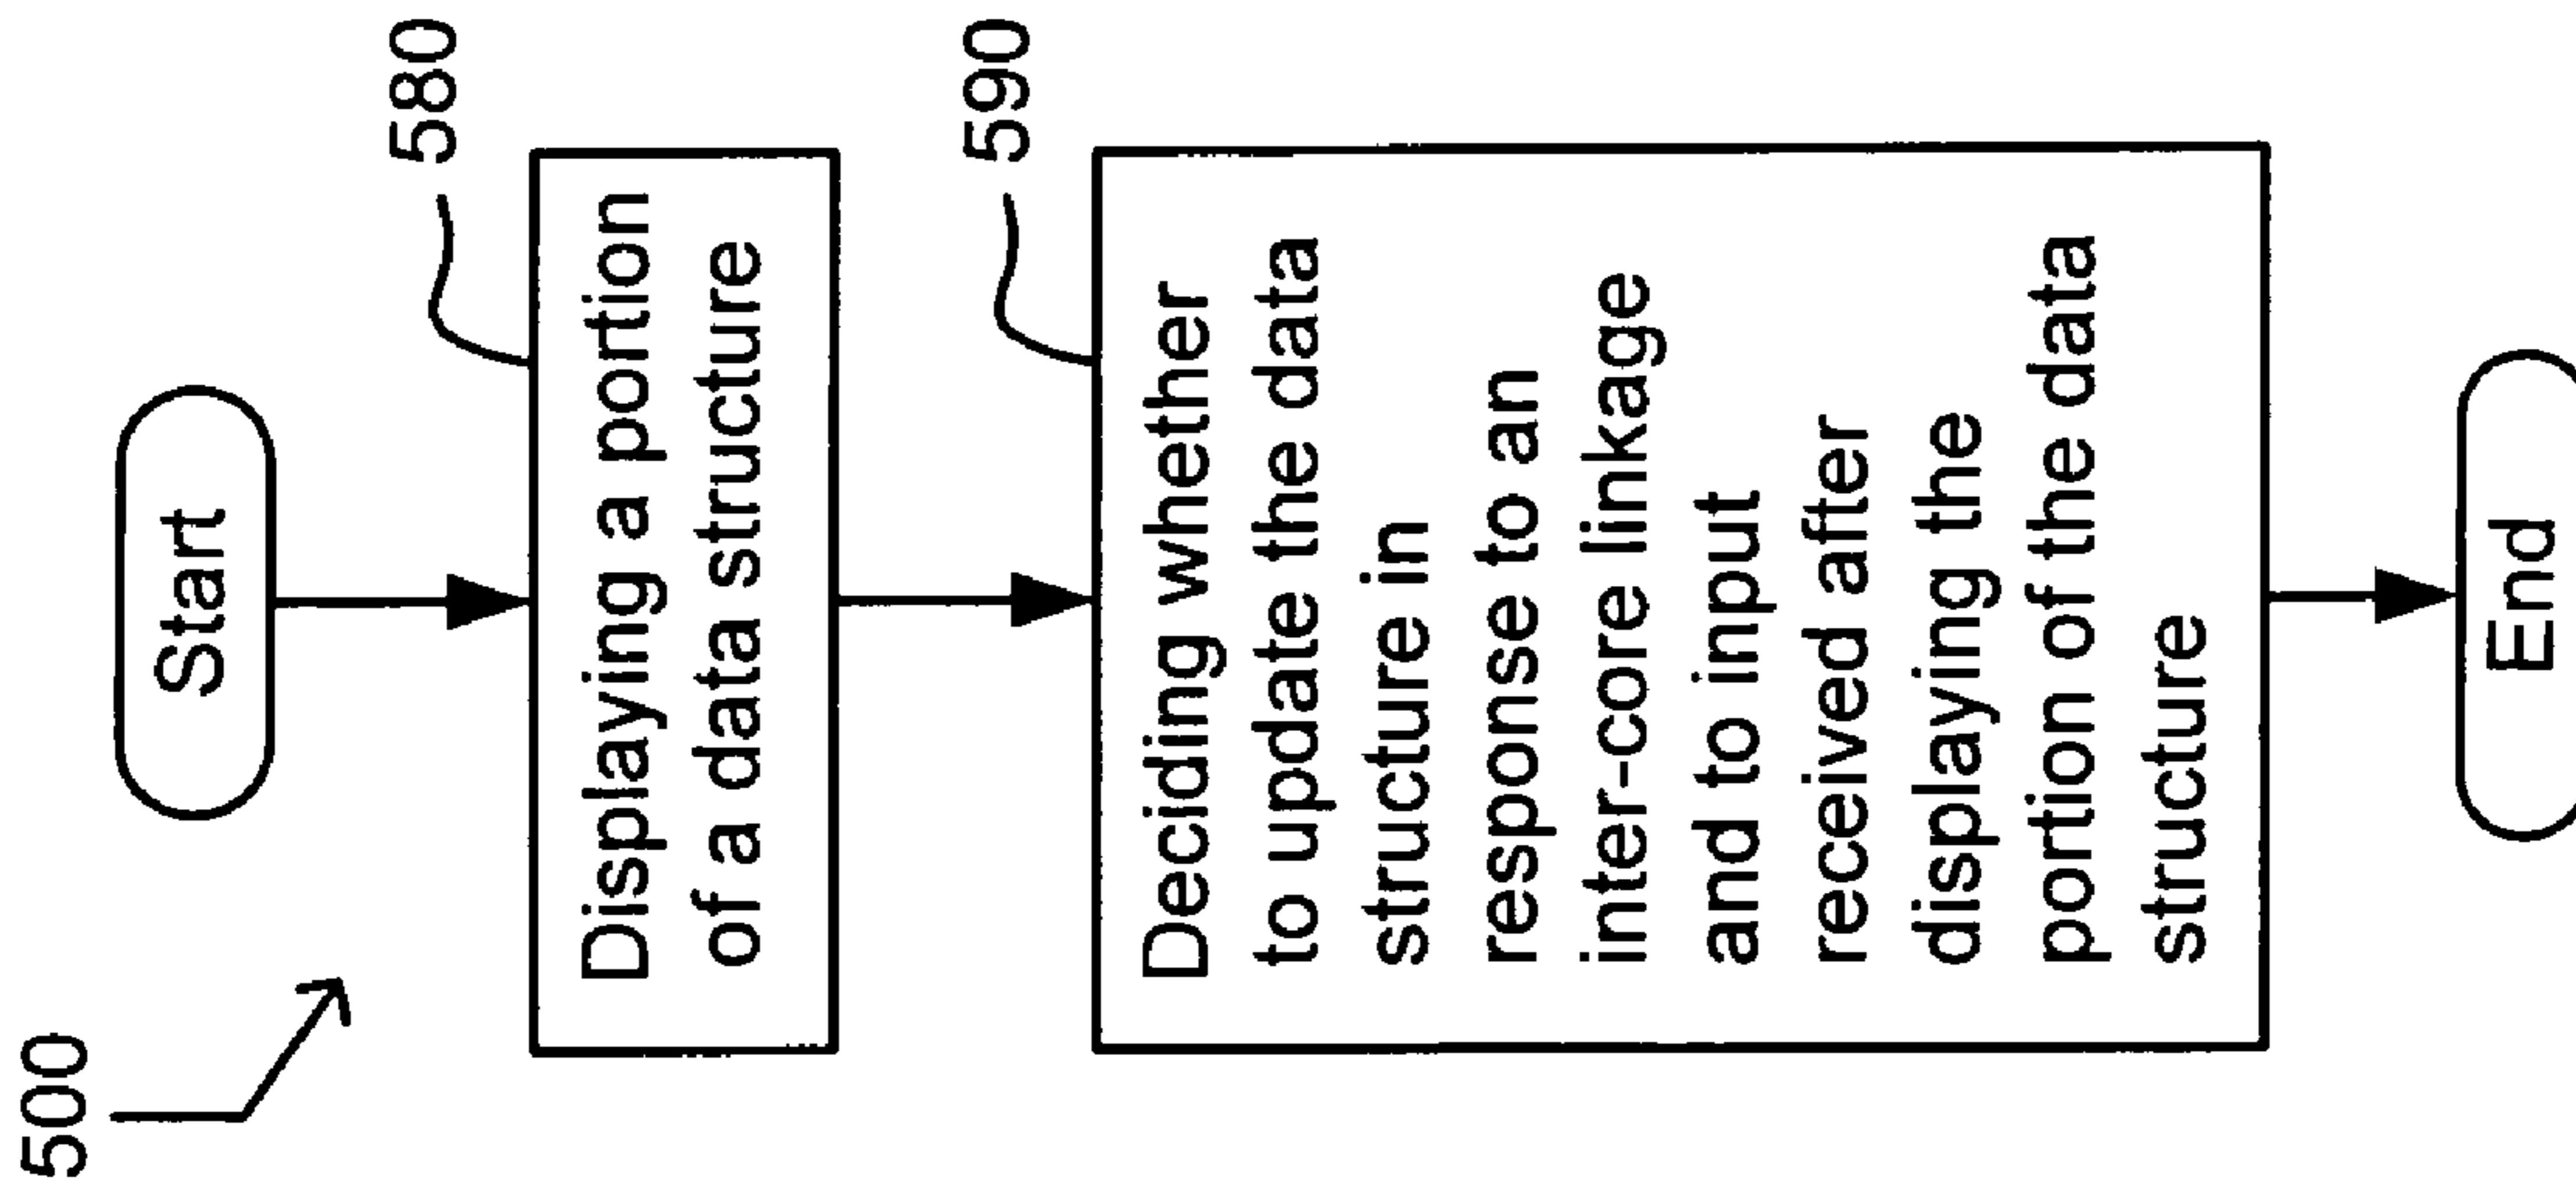 500
Start
580
Displaying a portion
of a data structure
590
Deciding whether
to update the data
structure in
response to an
inter-core linkage
and to input
received after
displaying the
portion of the data
structure
End